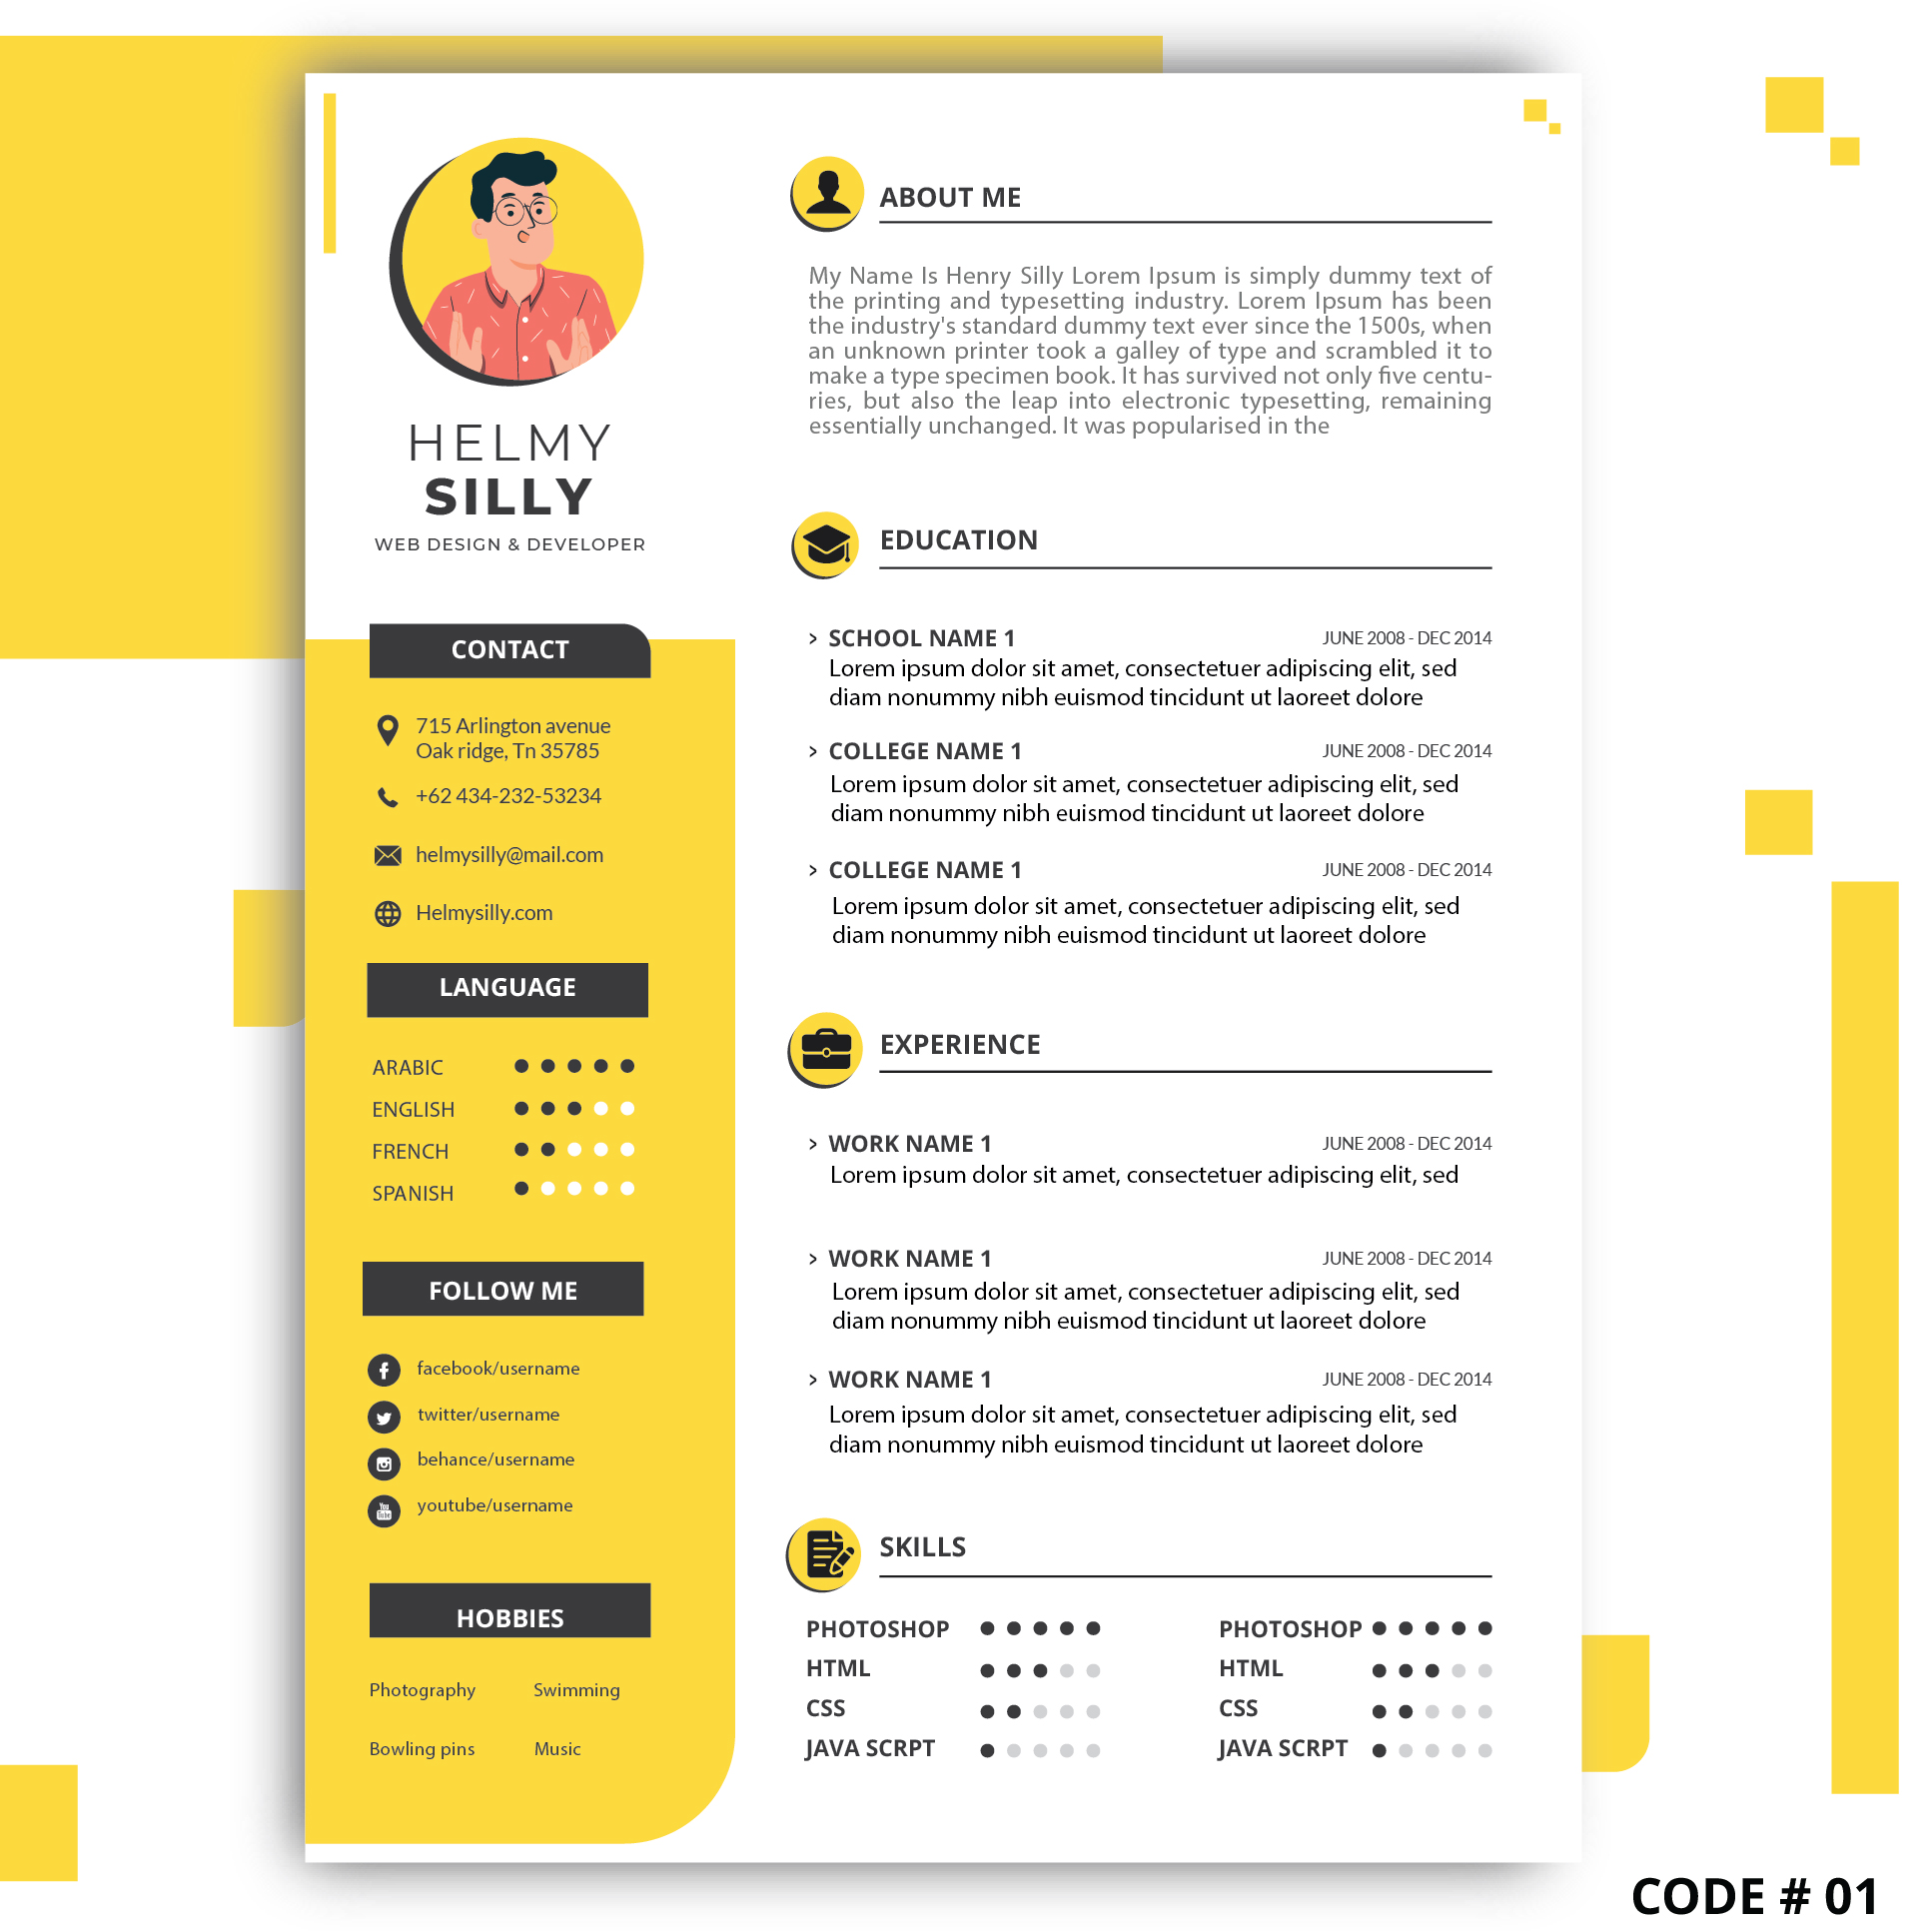 HELMY
SILLY
WEB DESIGN & DEVELOPER
CONTACT
715 Arlington avenue
Oak ridge, Tn 35785
+62 434-232-53234
helmysilly@mail.com
Helmysilly.com
LANGUAGE
ARABIC
ENGLISH
FRENCH
SPANISH
FOLLOW ME
facebook/username
twitter/username
behance/username
You
Tube
youtube/username
HOBBIES
Photography Swimming
Bowling pins Music
ABOUT ME
My Name Is Henry Silly Lorem Ipsum is simply dummy text of
the printing and typesetting industry. Lorem Ipsum has been
the industry's standard dummy text ever since the 1500s, when
an unknown printer took a galley of type and scrambled it to
make a type specimen book. It has survived not only five centu-
ries, but also the leap into electronic typesetting, remaining
essentially unchanged. It was popularised in the
EDUCATION
> SCHOOL NAME 1 JUNE 2008 - DEC 2014
Lorem ipsum dolor sit amet, consectetuer adipiscing elit, sed
diam nonummy nibh euismod tincidunt ut laoreet dolore
> COLLEGE NAME 1 JUNE 2008 - DEC 2014
Lorem ipsum dolor sit amet, consectetuer adipiscing elit, sed
diam nonummy nibh euismod tincidunt ut laoreet dolore
> COLLEGE NAME 1 JUNE 2008 - DEC 2014
Lorem ipsum dolor sit amet, consectetuer adipiscing elit, sed
diam nonummy nibh euismod tincidunt ut laoreet dolore
EXPERIENCE
> WORK NAME 1 JUNE 2008 - DEC 2014
Lorem ipsum dolor sit amet, consectetuer adipiscing elit, sed
> WORK NAME 1 JUNE 2008 - DEC 2014
Lorem ipsum dolor sit amet, consectetuer adipiscing elit, sed
diam nonummy nibh euismod tincidunt ut laoreet dolore
> WORK NAME 1 JUNE 2008 - DEC 2014
Lorem ipsum dolor sit amet, consectetuer adipiscing elit, sed
diam nonummy nibh euismod tincidunt ut laoreet dolore
SKILLS
PHOTOSHOP PHOTOSHOP
HTML HTML
CSS CSS
JAVA SCRPT JAVA SCRPT
CODE # 01